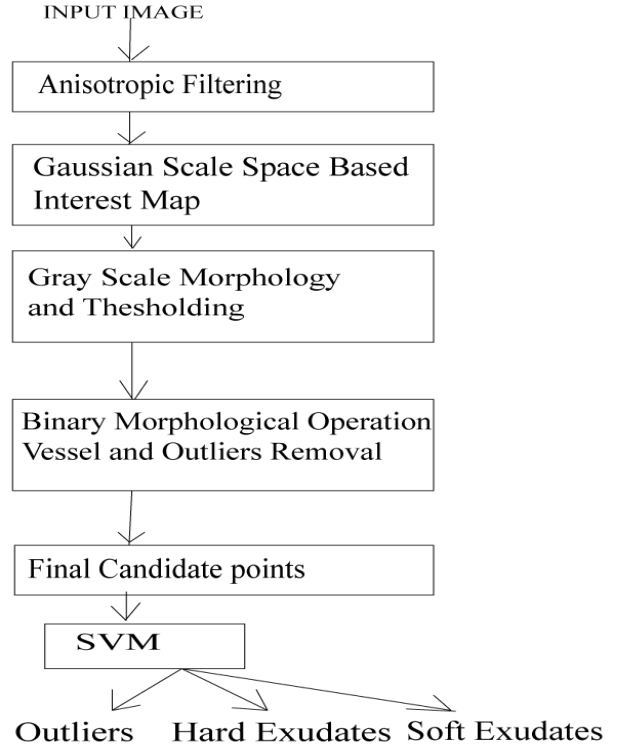 INPUT IMAGE
Anisotropic Filtering
Gaussian Scale Space Based
Interest Map
Gray Scale Morphology
and Thesholding
Binary Morphological Operation
Vessel and Outliers Removal
Final Candidate points
SVM
Outliers Hard Exudates Soft Exudates